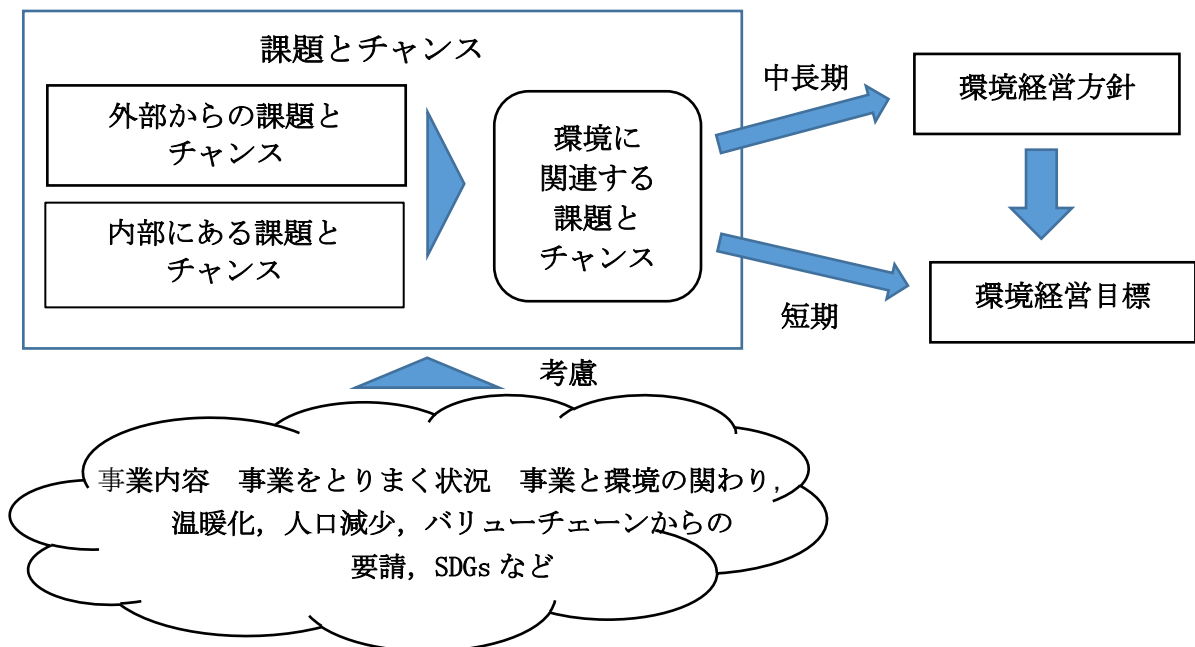 課題とチャンス
外部からの課題と
チャンス
内部にある課題と
チャンス
環境に
関連する
課題と
チャンス
中長期
短期
環境経営方針
環境経営目標
考慮
事業内容　事業をとりまく状況　事業と環境の関わり,
温暖化, 人口減少, バリューチェーンからの
要請, SDGs など